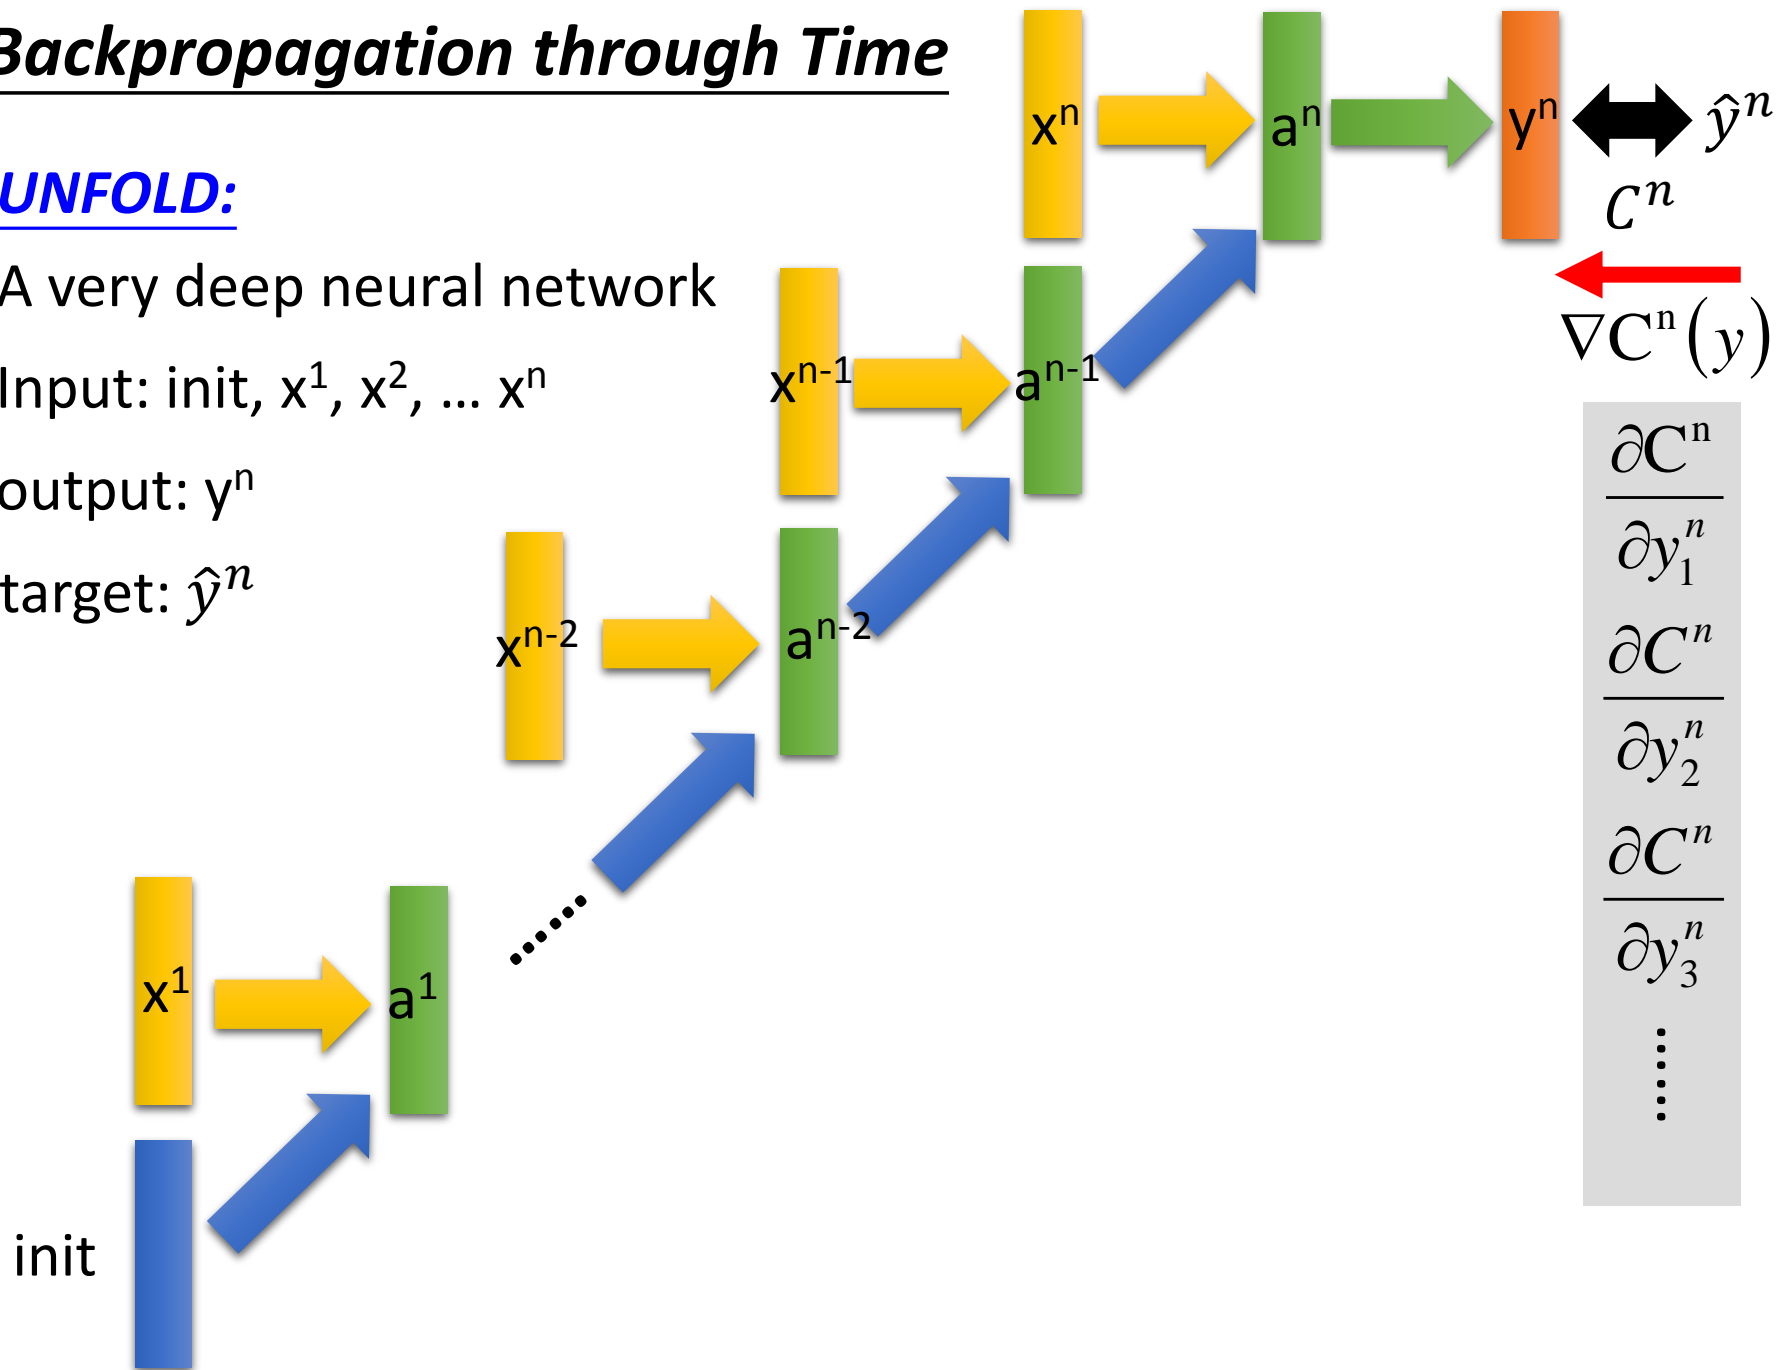 Backpropagation through Time
UNFOLD:
A very deep neural network
Input: init, x¹, x², ... xⁿ
output: yⁿ
target: ŷⁿ
xⁿ aⁿ yⁿ ŷⁿ
Cⁿ
∇Cⁿ(y)
xⁿ⁻¹ aⁿ⁻¹
xⁿ⁻² aⁿ⁻²
x¹ a¹
init
∂Cⁿ
∂y₁ⁿ
∂Cⁿ
∂y₂ⁿ
∂Cⁿ
∂y₃ⁿ